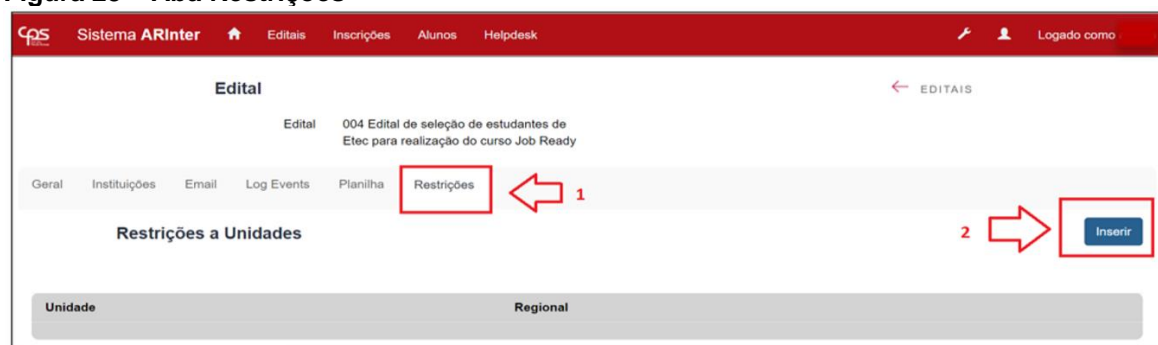 cps Sistema ARInter Editais Inscrições Alunos Helpdesk Logado como
Edital
EDITAIS
Edital 004 Edital de seleção de estudantes de
Etec para realização do curso Job Ready
Geral Instituições Email Log Events Planilha Restrições 1
Restrições a Unidades 2 Inserir
Unidade Regional